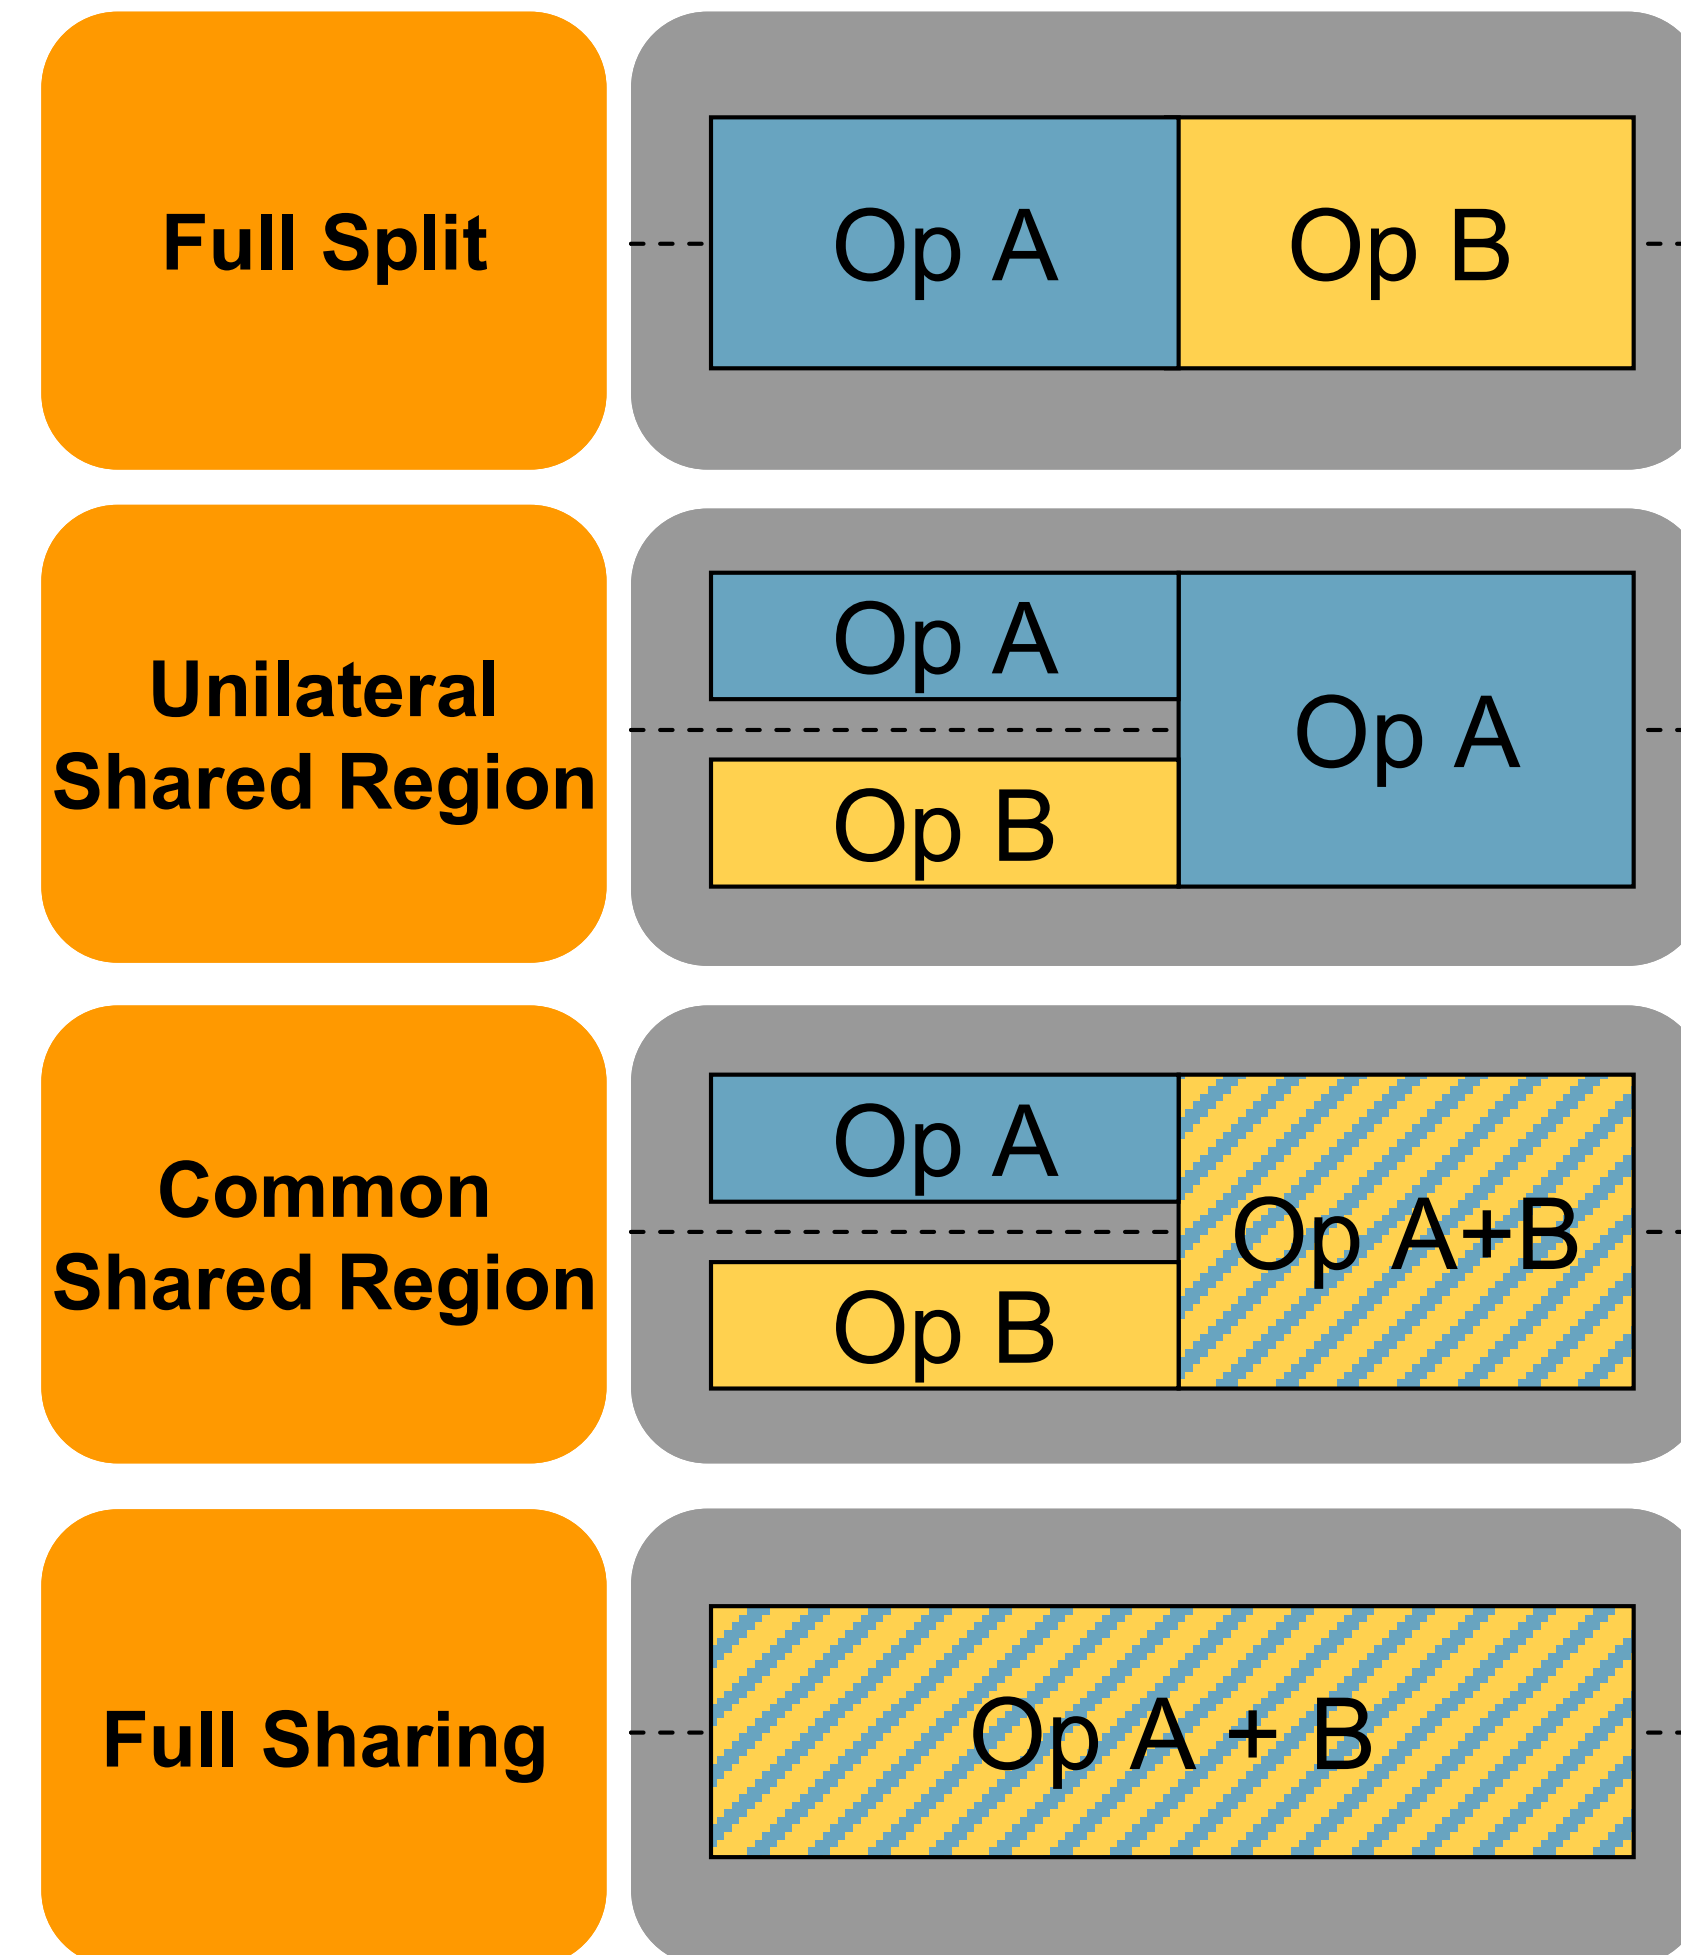 Full Split
Op A
Op B
Unilateral
Shared Region
Op A
Op B
Op A
Common
Shared Region
Op A
Op B
Op A+B
Full Sharing
Op A + B